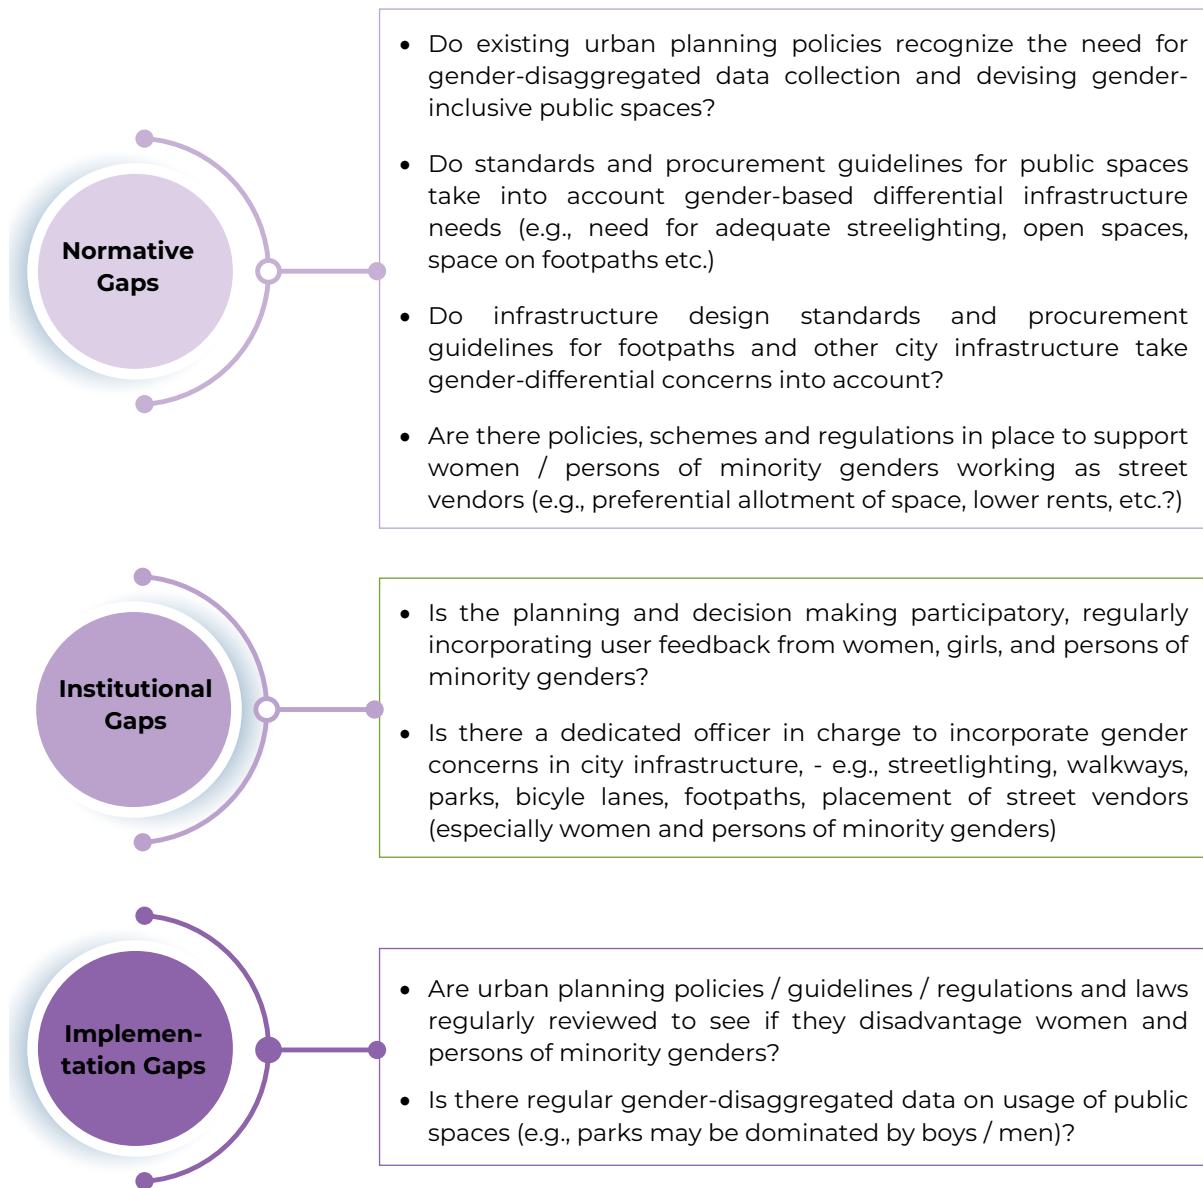 • Do existing urban planning policies recognize the need for
gender-disaggregated data collection and devising gender-
inclusive public spaces?
• Do standards and procurement guidelines for public spaces
take into account gender-based differential infrastructure
needs (e.g., need for adequate streelighting, open spaces,
space on footpaths etc.)
• Do infrastructure design standards and procurement
guidelines for footpaths and other city infrastructure take
gender-differential concerns into account?
• Are there policies, schemes and regulations in place to support
women / persons of minority genders working as street
vendors (e.g., preferential allotment of space, lower rents, etc.?)
Normative
Gaps
• Is the planning and decision making participatory, regularly
incorporating user feedback from women, girls, and persons of
minority genders?
• Is there a dedicated officer in charge to incorporate gender
concerns in city infrastructure, - e.g., streetlighting, walkways,
parks, bicyle lanes, footpaths, placement of street vendors
(especially women and persons of minority genders)
Institutional
Gaps
• Are urban planning policies / guidelines / regulations and laws
regularly reviewed to see if they disadvantage women and
persons of minority genders?
• Is there regular gender-disaggregated data on usage of public
spaces (e.g., parks may be dominated by boys / men)?
Implemen-
tation Gaps